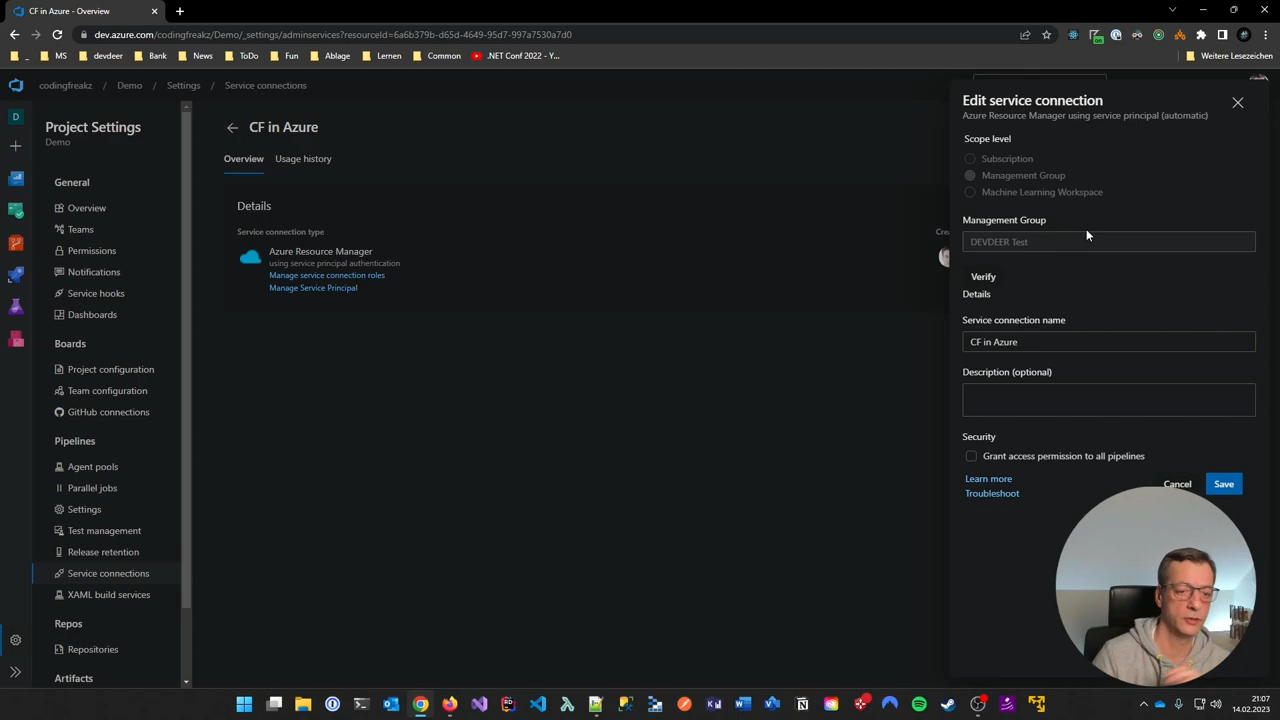 CF in Azure - Overview
dev.azure.com/codingfreakz/Demo/_settings/adminservices?resourceId=6a6b379b-d65d-4649-95d7-997a7530a7d0
MS
devdeer
Bank
News
ToDo
Fun
Ablage
Lernen
Common
.NET Conf 2022 - Y...
Weitere Lesezeichen
codingfreakz
Demo
Settings
Service connections
D
Project Settings
Demo
General
Overview
Teams
Permissions
Notifications
Service hooks
Dashboards
Boards
Project configuration
Team configuration
GitHub connections
Pipelines
Agent pools
Parallel jobs
Settings
Test management
Release retention
Service connections
XAML build services
Repos
Repositories
Artifacts
CF in Azure
Overview
Usage history
Details
Service connection type
Azure Resource Manager
using service principal authentication
Manage service connection roles
Manage Service Principal
Cre
Edit service connection
Azure Resource Manager using service principal (automatic)
Scope level
Subscription
Management Group
Machine Learning Workspace
Management Group
DEVDEER Test
Verify
Details
Service connection name
CF in Azure
Description (optional)
Security
Grant access permission to all pipelines
Learn more
Troubleshoot
Cancel
Save
21:07
14.02.2023